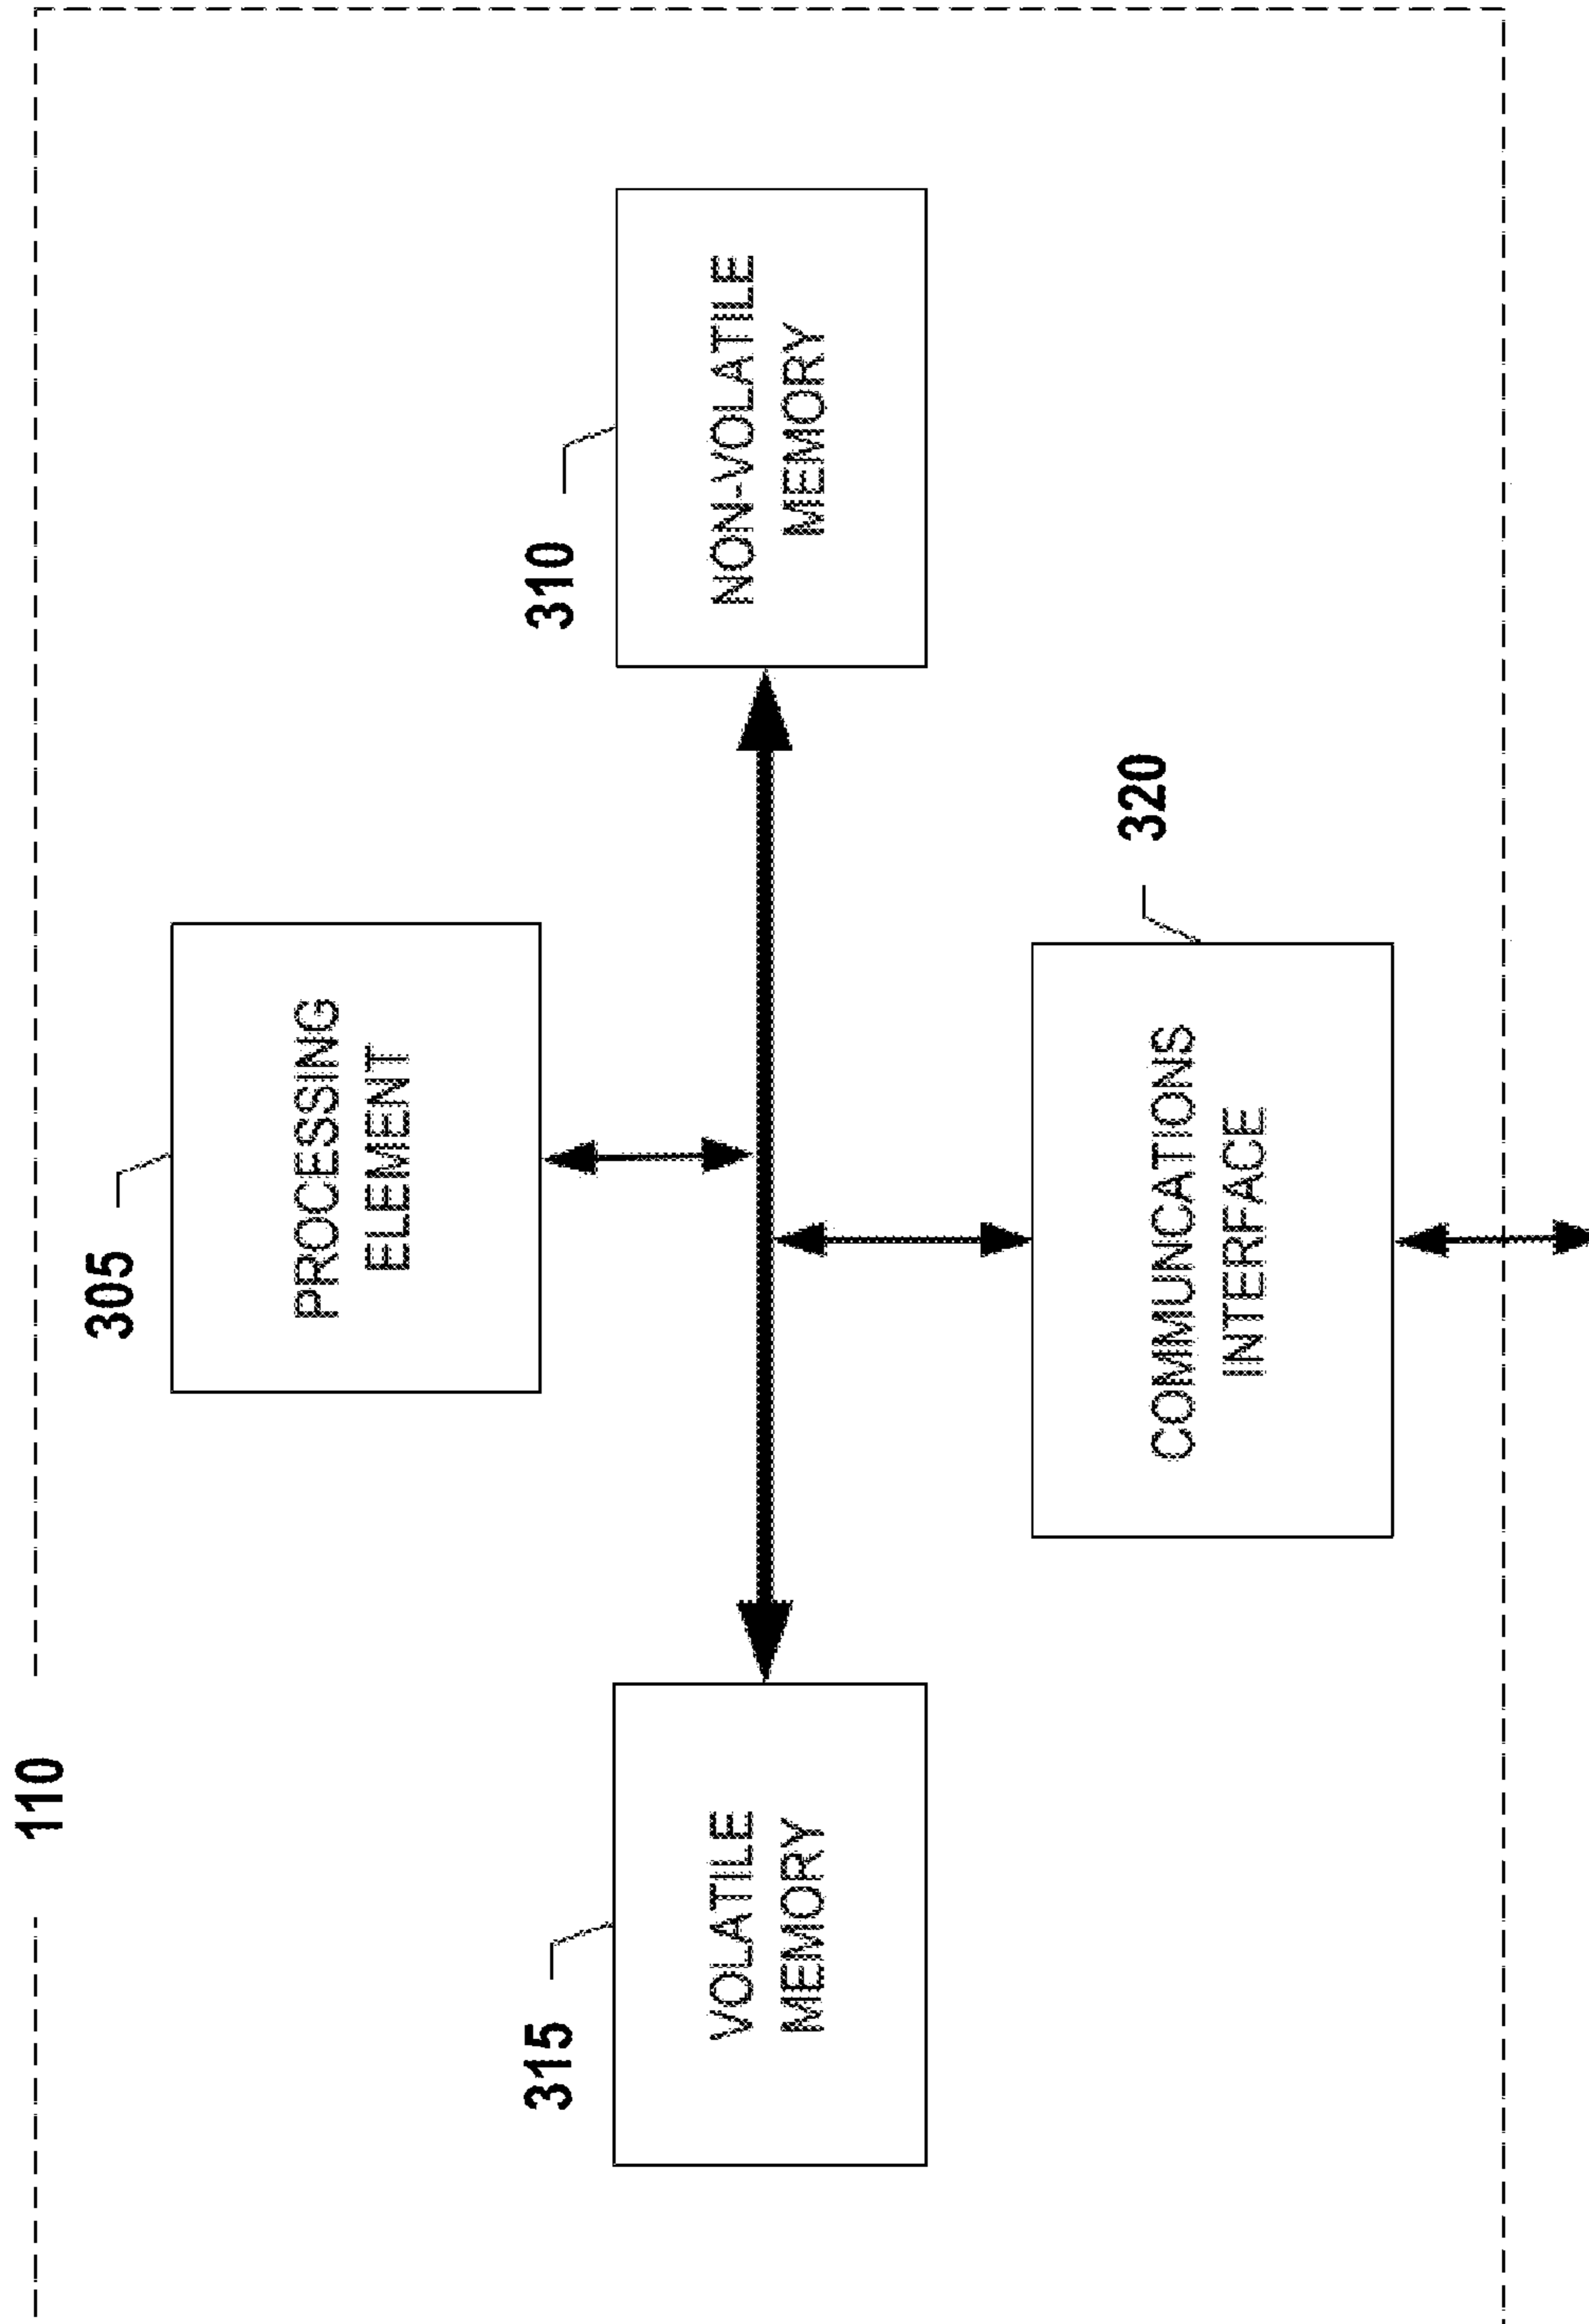 110
305
PROCESSING
ELEMENT
315
VOLATILE
MEMORY
310
NON-VOLATILE
MEMORY
320
COMMUNCATIONS
INTERFACE